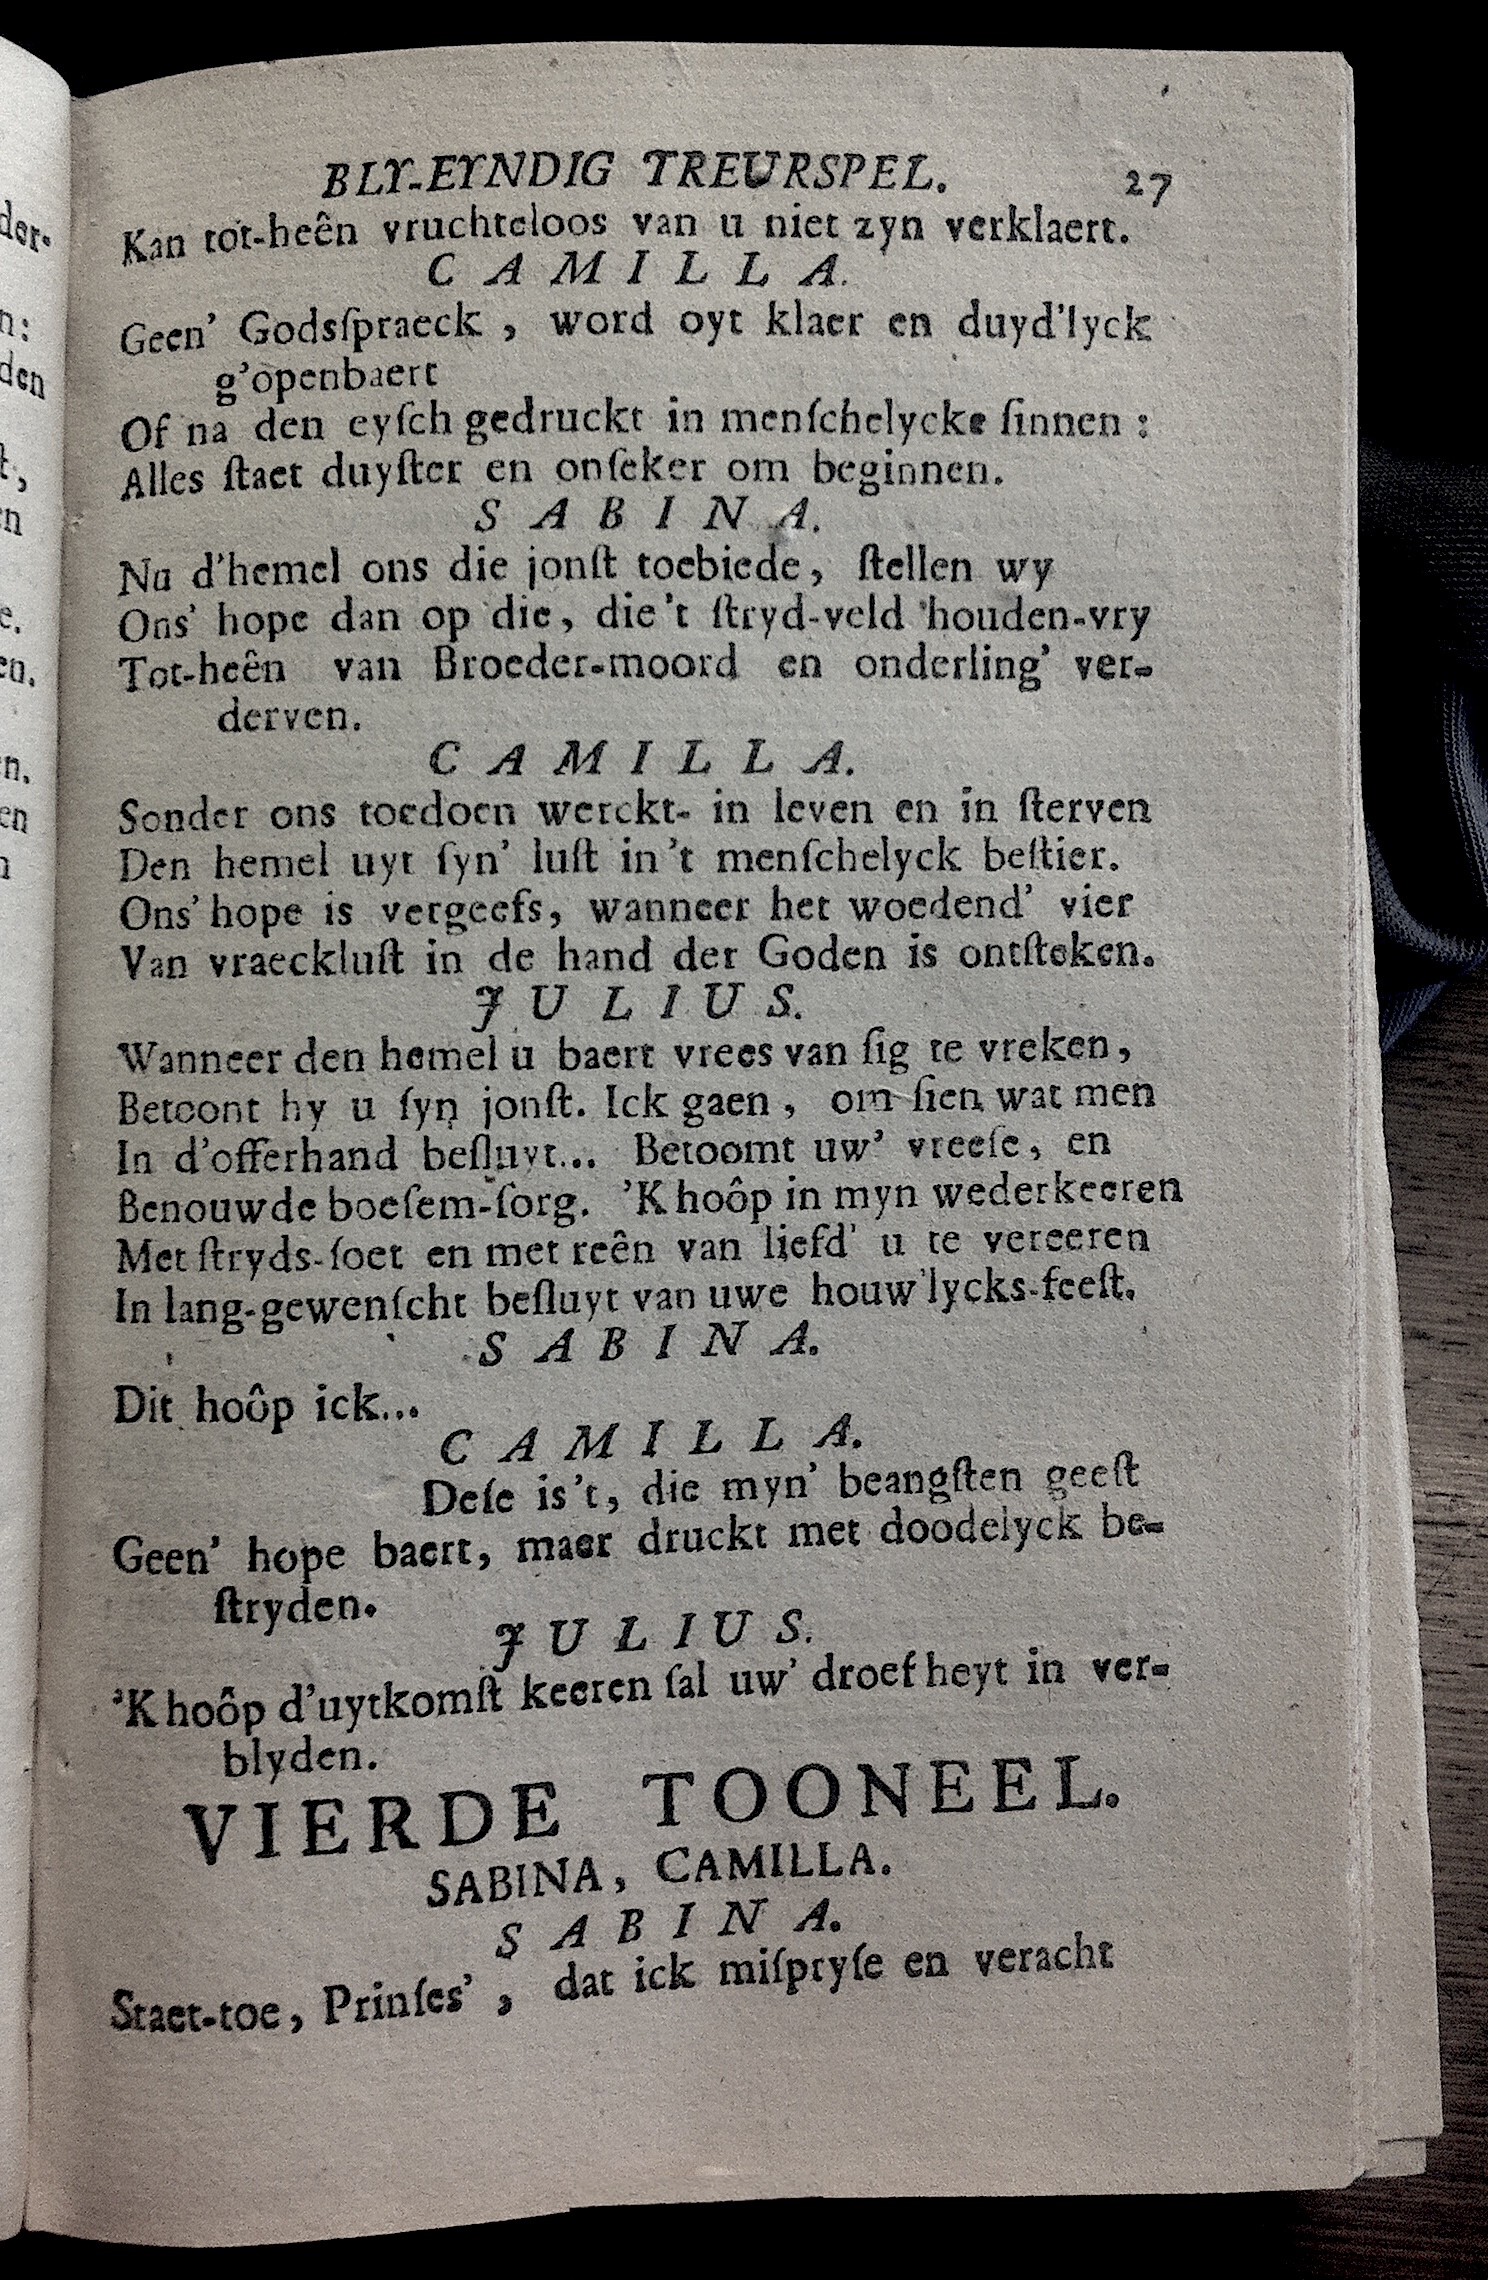 BLY-EYNDIG TREURSPEL. 27
Kan tot-heên vruchteloos van u niet zyn verklaert.
CAMILLA.
Geen' Godsſpraeck, word oyt klaer en duyd'lyck
g'openbaert
Of na den eyſch gedruckt in menſchelycke ſinnen:
Alles ſtaet duyſter en onſeker om beginnen.
SABINA.
Nu d'hemel ons die jonſt toebiede, ſtellen wy
Ons' hope dan op die, die 't ſtryd-veld houden-vry
Tot-heên van Broeder-moord en onderling' ver-
derven.
CAMILLA.
Sonder ons toedoen werckt- in leven en in ſterven
Den hemel uyt ſyn' luſt in 't menſchelyck beſtier.
Ons' hope is vergeefs, wanneer het woedend' vier
Van vraeckluſt in de hand der Goden is ontſteken.
JULIUS.
Wanneer den hemel u baert vrees van ſig te vreken,
Betoont hy u ſyn jonſt. Ick gaen, om ſien wat men
In d'offerhand beſluyt... Betoomt uw' vreeſe, en
Benouwde boeſem-ſorg. 'K hoôp in myn wederkeeren
Met ſtryds-ſoet en met reên van liefd' u te vereeren
In lang-gewenſcht beſluyt van uwe houw'lycks-feeſt.
SABINA.
Dit hoôp ick...
CAMILLA.
Deſe is 't, die myn' beangſten geeſt
Geen' hope baert, maer druckt met doodelyck be-
ſtryden.
JULIUS.
'K hoôp d'uytkomſt keeren ſal uw' droefheyt in ver-
blyden.
VIERDE TOONEEL.
SABINA, CAMILLA.
SABINA.
Staet-toe, Prinſes', dat ick miſpryſe en veracht